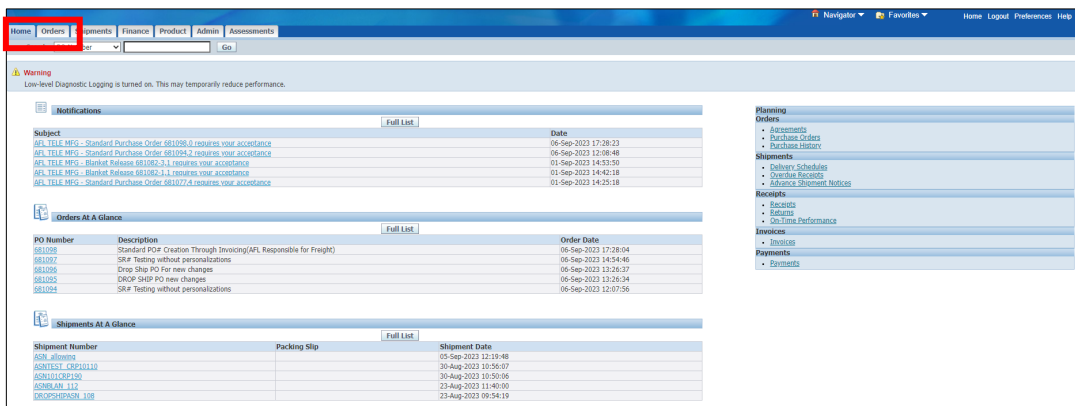 Navigator Favorites Home Logout Preferences Help
Home Orders Shipments Finance Product Admin Assessments
Go
Warning
Low-level Diagnostic Logging is turned on. This may temporarily reduce performance.
Notifications
Full List
Subject Date
AFL TELE MFG - Standard Purchase Order 681098,0 requires your acceptance 06-Sep-2023 17:28:23
AFL TELE MFG - Standard Purchase Order 681094,2 requires your acceptance 06-Sep-2023 12:08:48
AFL TELE MFG - Blanket Release 681082-3,1 requires your acceptance 01-Sep-2023 14:53:50
AFL TELE MFG - Blanket Release 681082-1,1 requires your acceptance 01-Sep-2023 14:42:18
AFL TELE MFG - Standard Purchase Order 681077,4 requires your acceptance 01-Sep-2023 14:25:18
Orders At A Glance
Full List
PO Number Description Order Date
681098 Standard PO# Creation Through Invoicing(AFL Responsible for Freight) 06-Sep-2023 17:28:04
681097 SR# Testing without personalizations 06-Sep-2023 14:54:46
681096 Drop Ship PO For new changes 06-Sep-2023 13:26:37
681095 DROP SHIP PO new changes 06-Sep-2023 13:26:34
681094 SR# Testing without personalizations 06-Sep-2023 12:07:56
Shipments At A Glance
Full List
Shipment Number Packing Slip Shipment Date
ASN_allowing 05-Sep-2023 12:19:48
ASNTEST_CRP10110 30-Aug-2023 10:56:07
ASN101CRP190 30-Aug-2023 10:50:06
ASNBLAN_112 23-Aug-2023 11:40:00
DROPSHIPASN_108 23-Aug-2023 09:54:19
Planning
Orders
Agreements
Purchase Orders
Purchase History
Shipments
Delivery Schedules
Overdue Receipts
Advance Shipment Notices
Receipts
Receipts
Returns
On-Time Performance
Invoices
Invoices
Payments
Payments